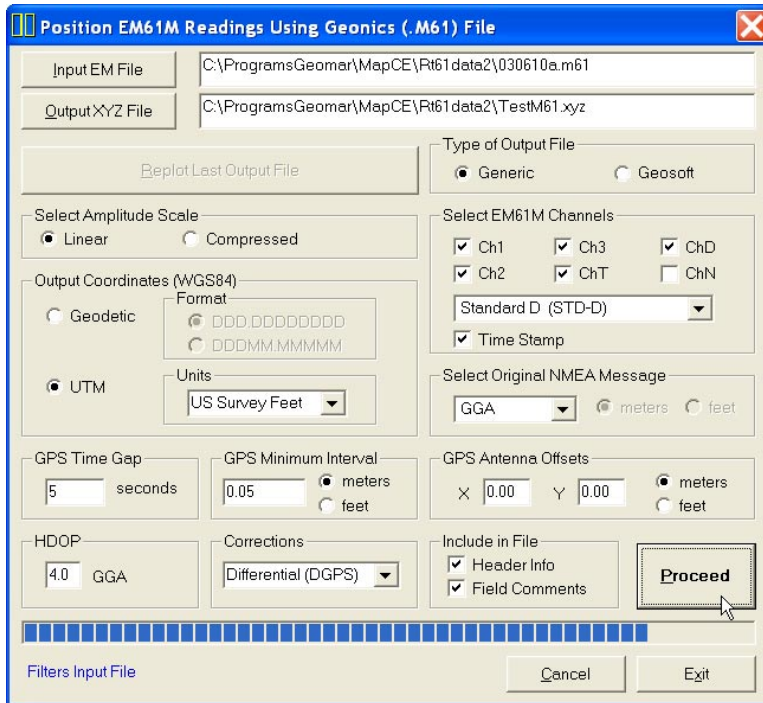 Position EM61M Readings Using Geonics (.M61) File
Input EM File
C:\ProgramsGeomar\MapCE\Rt61data2\030610a.m61
Output XYZ File
C:\ProgramsGeomar\MapCE\Rt61data2\TestM61.xyz
Replot Last Output File
Type of Output File
Generic
Geosoft
Select Amplitude Scale
Linear
Compressed
Select EM61M Channels
Ch1
Ch3
ChD
Ch2
ChT
ChN
Standard D (STD-D)
Time Stamp
Output Coordinates (WGS84)
Geodetic
Format
DDD.DDDDDDDD
DDDMM.MMMMM
UTM
Units
US Survey Feet
Select Original NMEA Message
GGA
meters
feet
GPS Time Gap
5 seconds
GPS Minimum Interval
0.05
meters
feet
GPS Antenna Offsets
X 0.00 Y 0.00
meters
feet
HDOP
4.0 GGA
Corrections
Differential (DGPS)
Include in File
Header Info
Field Comments
Proceed
Filters Input File
Cancel
Exit